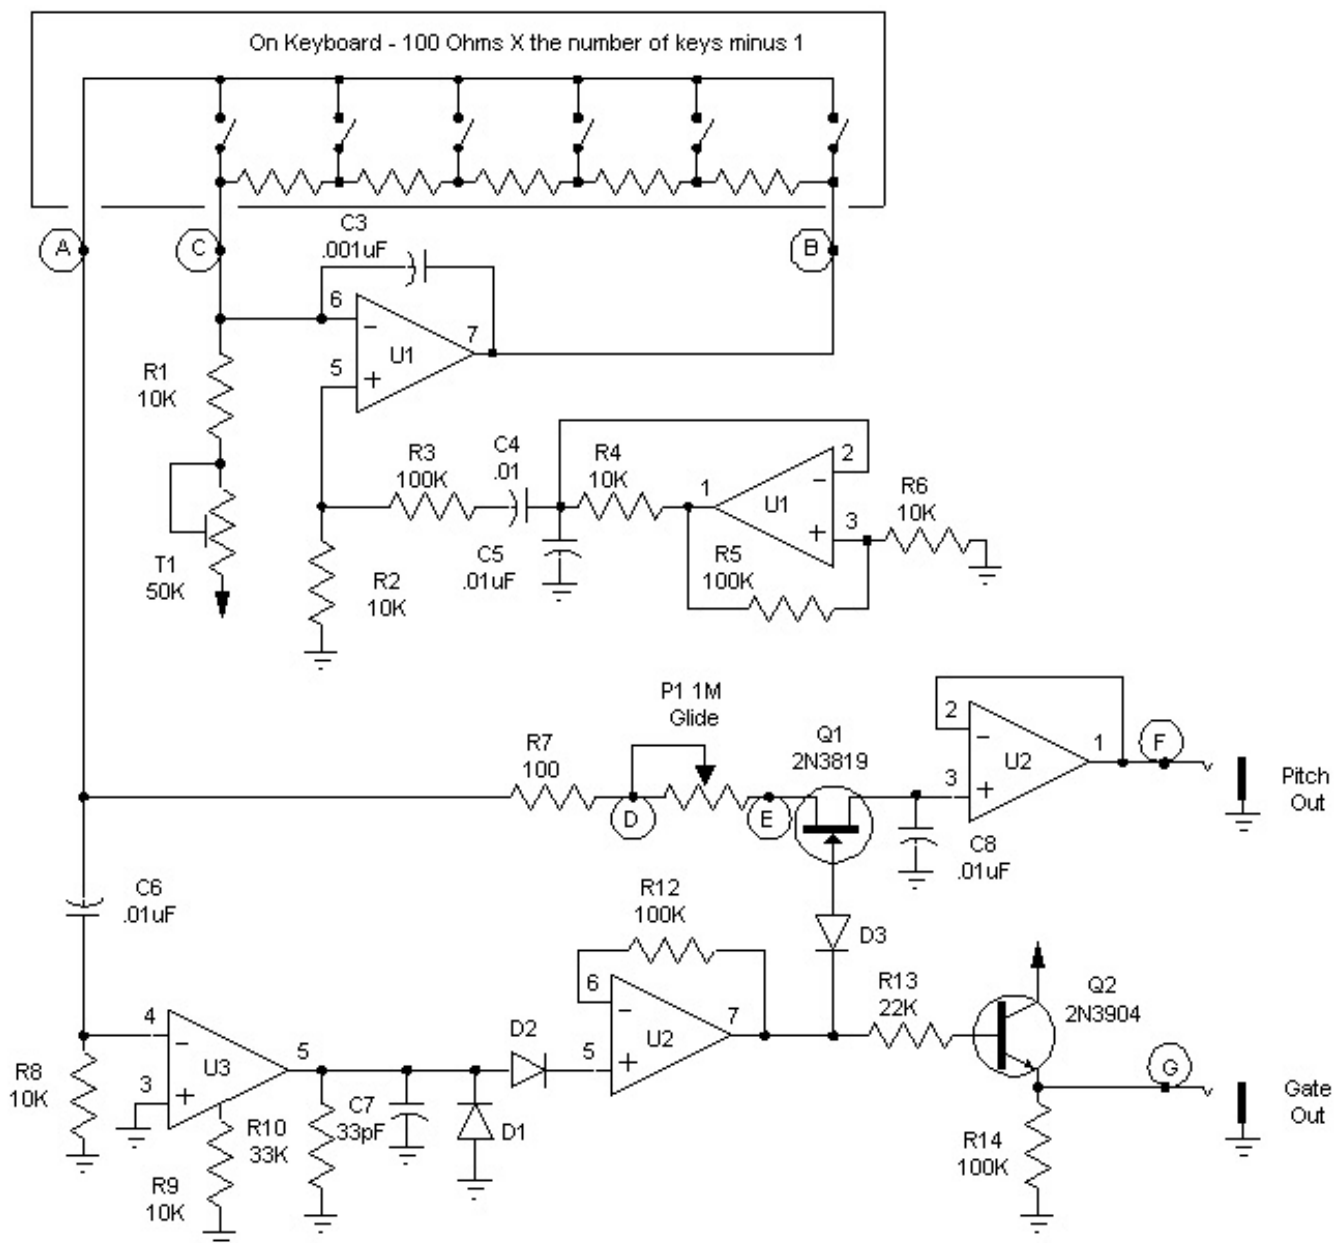 On Keyboard - 100 Ohms X the number of keys minus 1
A
C
B
C3
.001uF
6
7
5
U1
R1
10K
T1
50K
R3
100K
C4
.01
R4
10K
R2
10K
C5
.01uF
1
2
3
U1
R5
100K
R6
10K
P1 1M
Glide
R7
100
D
E
Q1
2N3819
2
3
1
U2
F
Pitch
Out
C8
.01uF
C6
.01uF
R12
100K
D3
R8
10K
4
3
5
U3
R9
10K
R10
33K
C7
33pF
D1
D2
6
5
7
U2
R13
22K
Q2
2N3904
G
Gate
Out
R14
100K